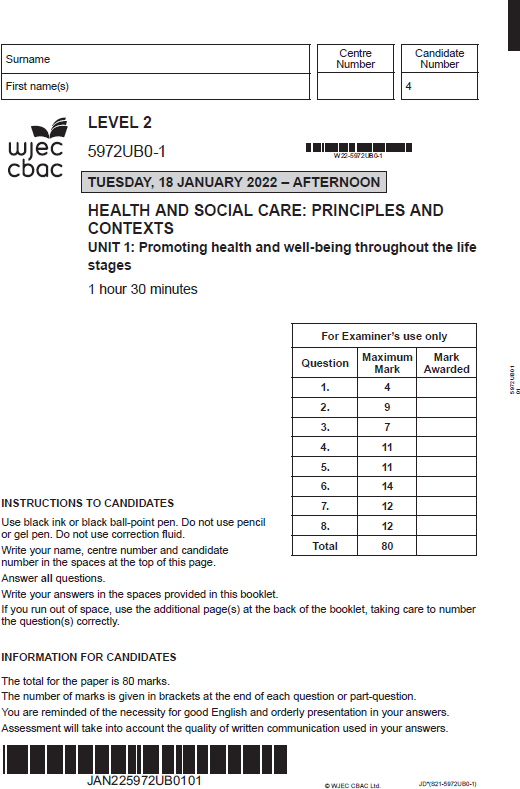 Surname
Centre
Number
Candidate
Number
First name(s)
4
wjec
cbac
LEVEL 2
5972UB0-1
W22-5972UB0-1
TUESDAY, 18 JANUARY 2022 – AFTERNOON
HEALTH AND SOCIAL CARE: PRINCIPLES AND
CONTEXTS
UNIT 1: Promoting health and well-being throughout the life
stages
1 hour 30 minutes
For Examiner's use only
Question Maximum Mark Mark Awarded
1. 4
2. 9
3. 7
4. 11
5. 11
6. 14
7. 12
8. 12
Total 80
5972UB01
01
INSTRUCTIONS TO CANDIDATES
Use black ink or black ball-point pen. Do not use pencil
or gel pen. Do not use correction fluid.
Write your name, centre number and candidate
number in the spaces at the top of this page.
Answer all questions.
Write your answers in the spaces provided in this booklet.
If you run out of space, use the additional page(s) at the back of the booklet, taking care to number
the question(s) correctly.
INFORMATION FOR CANDIDATES
The total for the paper is 80 marks.
The number of marks is given in brackets at the end of each question or part-question.
You are reminded of the necessity for good English and orderly presentation in your answers.
Assessment will take into account the quality of written communication used in your answers.
JAN225972UB0101
© WJEC CBAC Ltd.
JD*(S21-5972UB0-1)